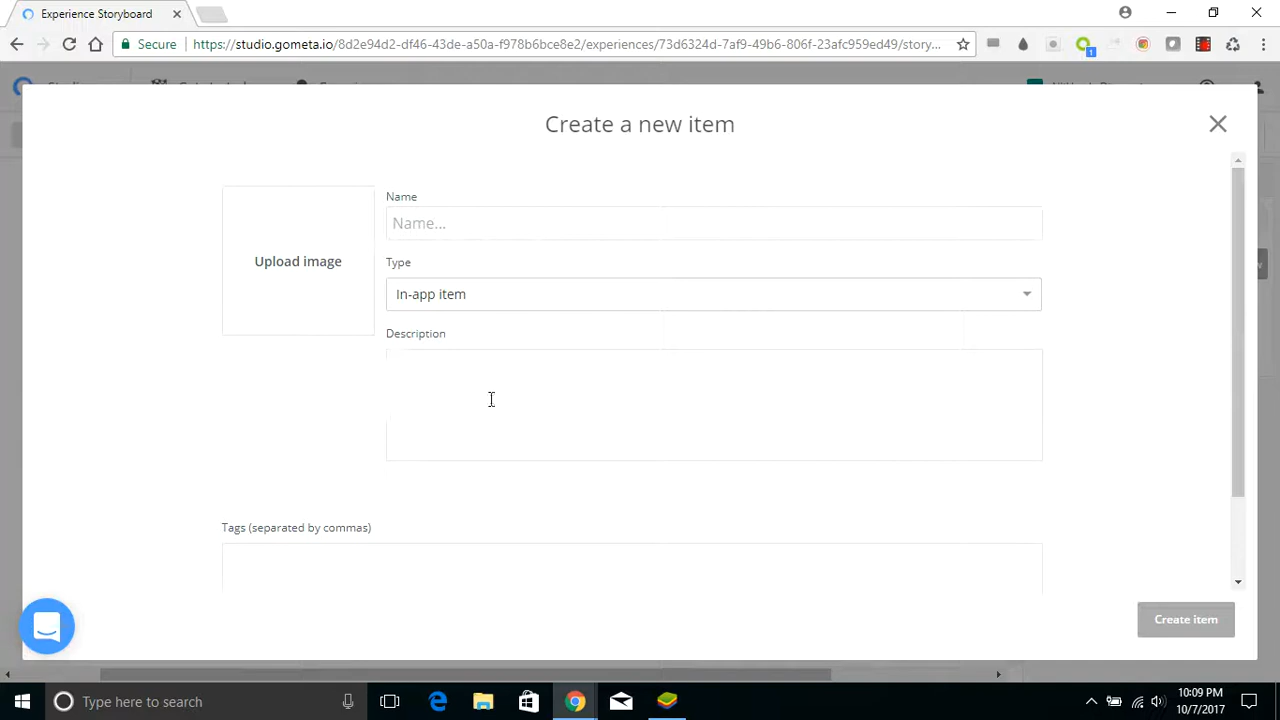 Experience Storyboard
Secure
https://studio.gometa.io/8d2e9442-df46-43de-a50a-f978b6bce8e2/experiences/73d6324d-7af9-49b6-806f-23afc959ed49/story...
1
Create a new item
Upload image
Name
Name...
Type
In-app item
Description
Tags (separated by commas)
Create item
Type here to search
10:09 PM
10/7/2017